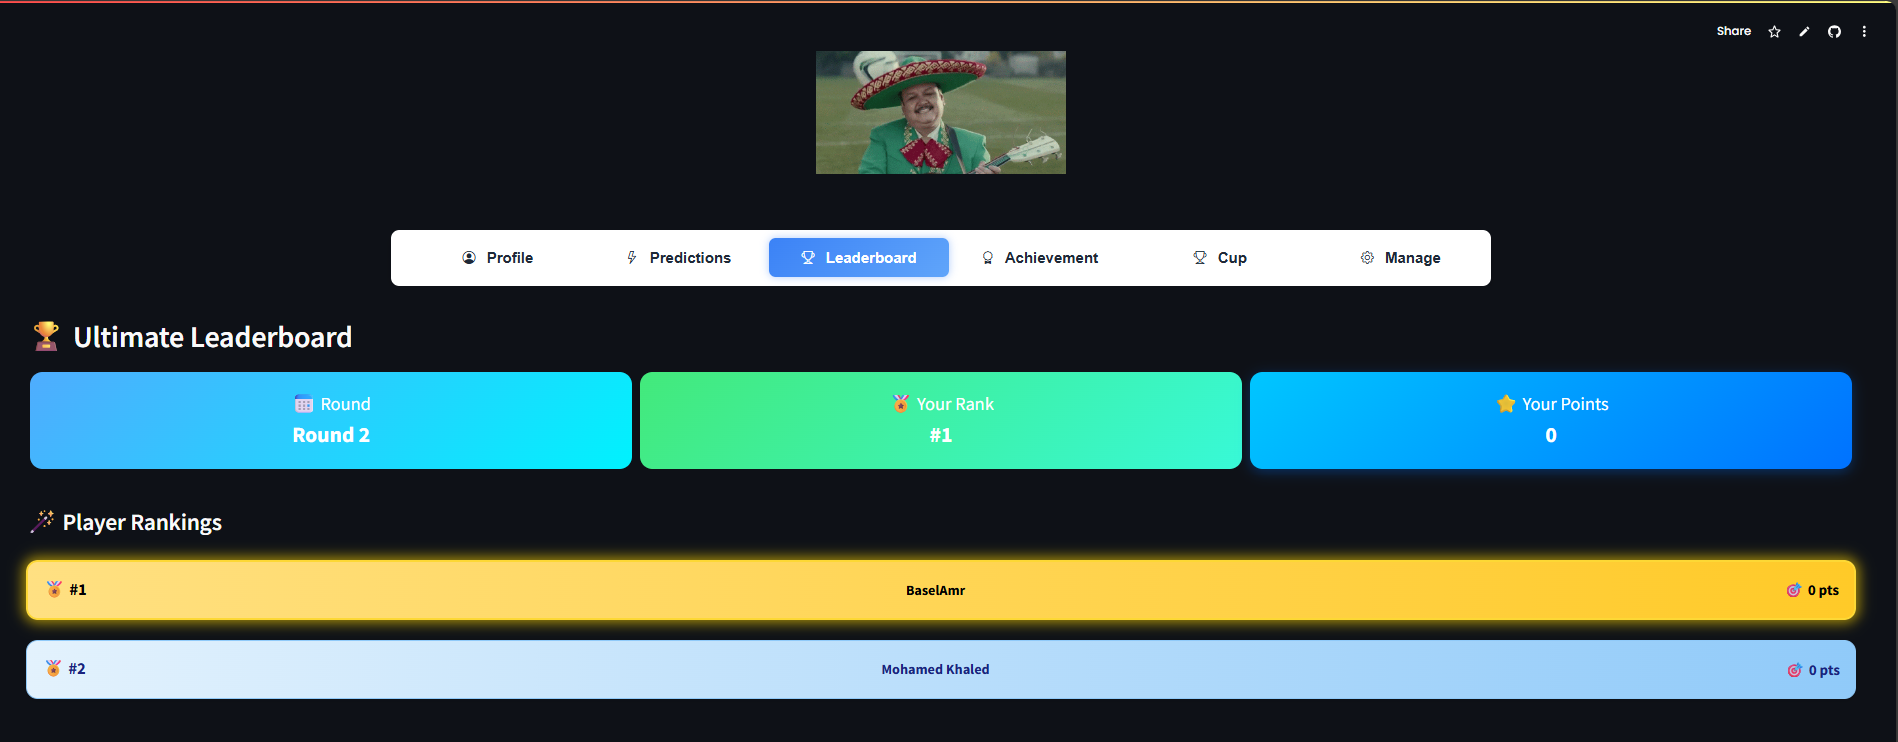 Share
Profile
Predictions
Leaderboard
Achievement
Cup
Manage
Ultimate Leaderboard
Round
Round 2
Your Rank
#1
Your Points
0
Player Rankings
#1
BaselAmr
0 pts
#2
Mohamed Khaled
0 pts